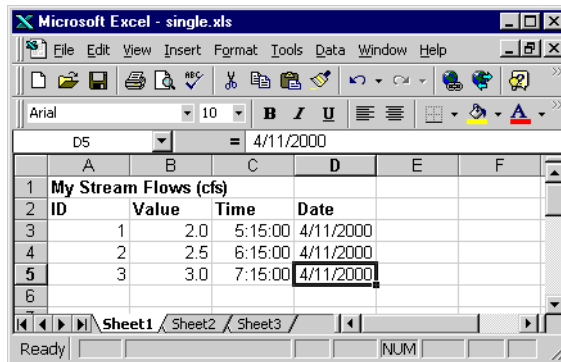 Microsoft Excel - single.xls
File Edit View Insert Format Tools Data Window Help
ABC
Arial 10 B I U A
D5 = 4/11/2000
A B C D E F
1 My Stream Flows (cfs)
2 ID Value Time Date
3 1 2.0 5:15:00 4/11/2000
4 2 2.5 6:15:00 4/11/2000
5 3 3.0 7:15:00 4/11/2000
6
Sheet1 Sheet2 Sheet3
Ready NUM